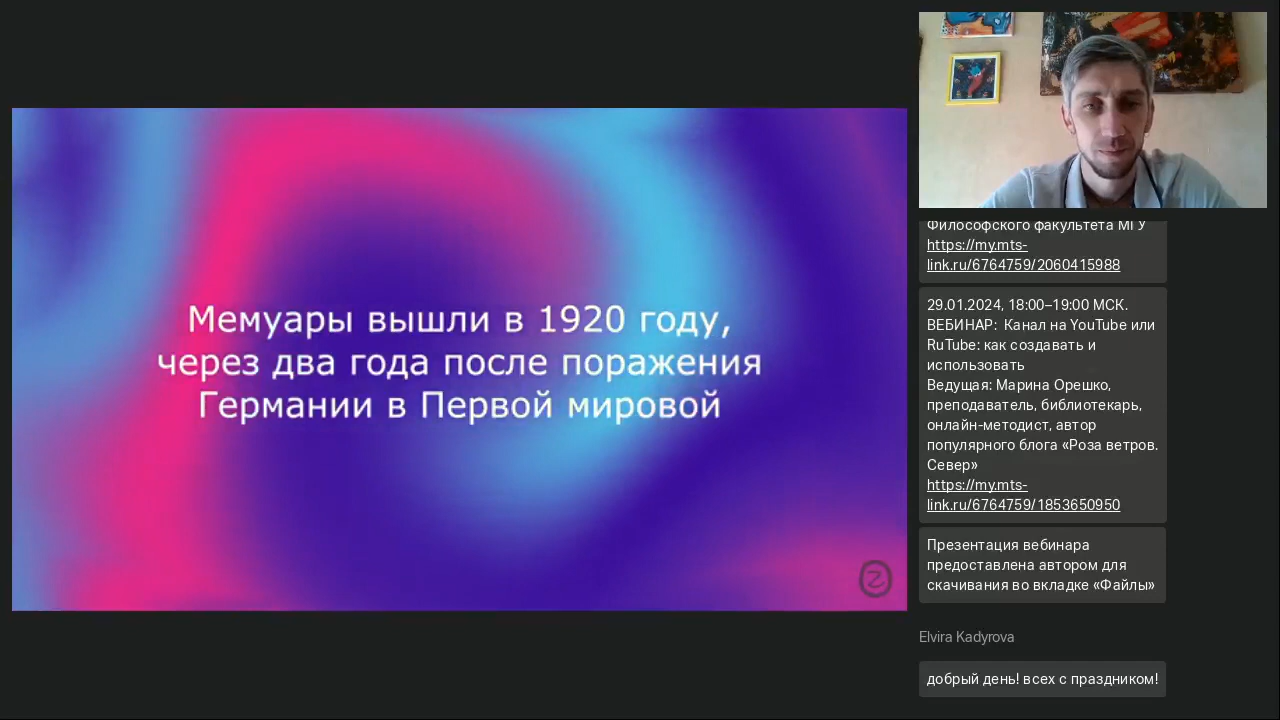 Мемуары вышли в 1920 году,
через два года после поражения
Германии в Первой мировой
Философского факультета МГУ
https://my.mts-
link.ru/6764759/2060415988
29.01.2024, 18:00–19:00 МСК.
ВЕБИНАР:  Канал на YouTube или
RuTube: как создавать и
использовать
Ведущая: Марина Орешко,
преподаватель, библиотекарь,
онлайн-методист, автор
популярного блога «Роза ветров.
Север»
https://my.mts-
link.ru/6764759/1853650950
Презентация вебинара
предоставлена автором для
скачивания во вкладке «Файлы»
Elvira Kadyrova
добрый день! всех с праздником!